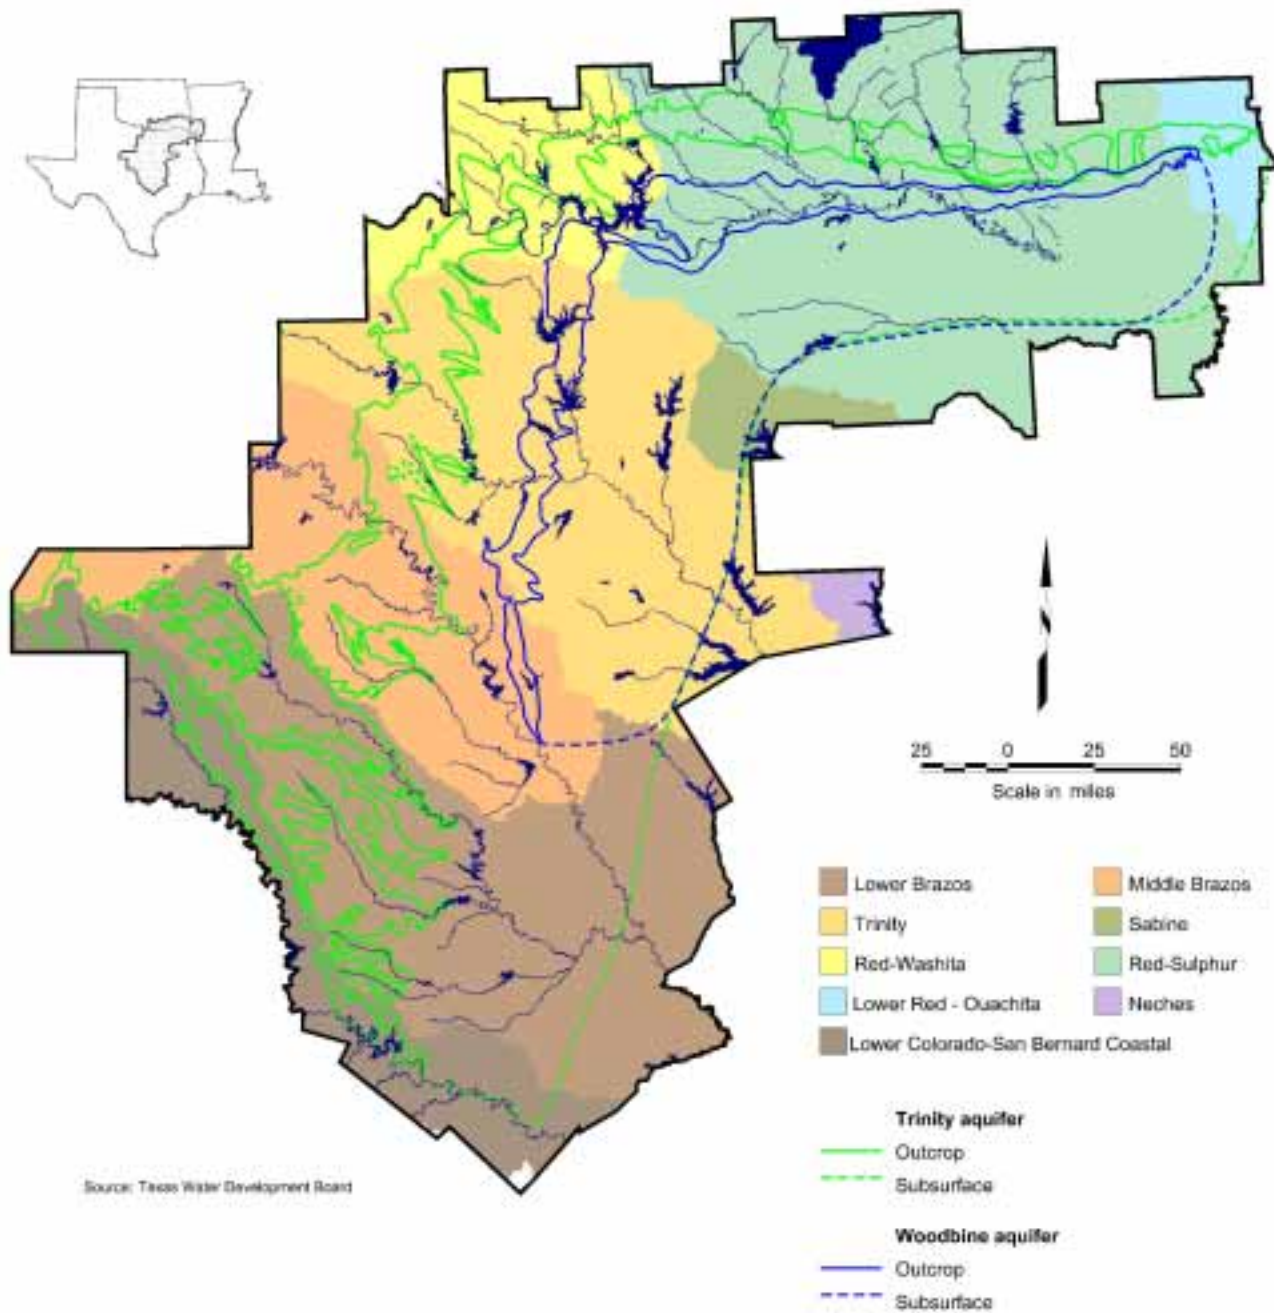 25 0 25 50
Scale in miles
Lower Brazos
Middle Brazos
Trinity
Sabine
Red-Washita
Red-Sulphur
Lower Red - Ouachita
Neches
Lower Colorado-San Bernard Coastal
Trinity aquifer
Outcrop
Subsurface
Source: Texas Water Development Board
Woodbine aquifer
Outcrop
Subsurface